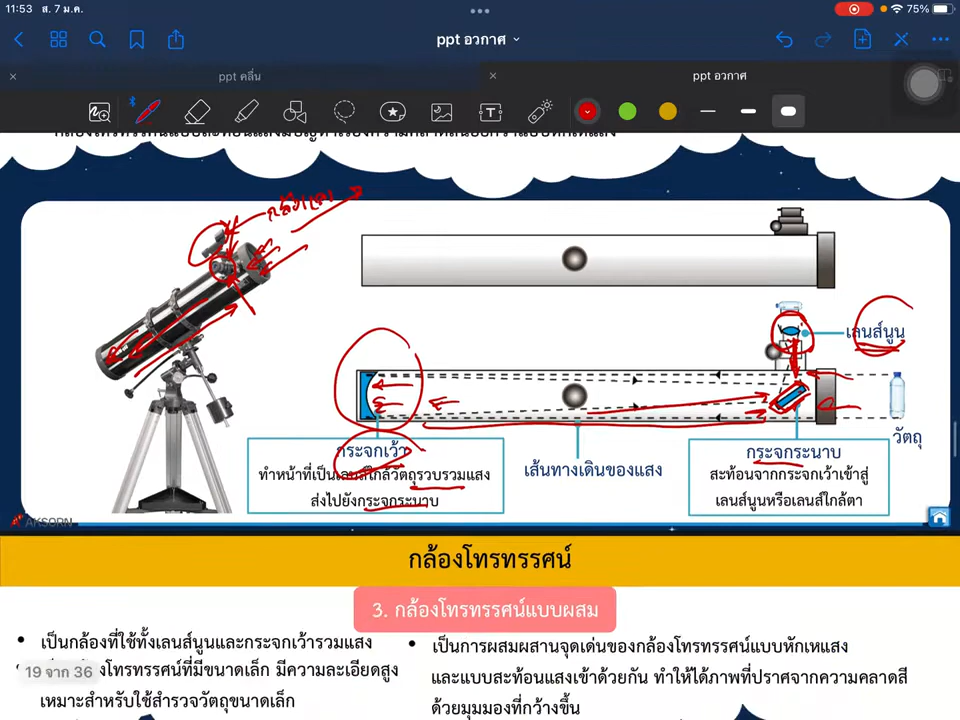 11:53 ส. 7 ม.ค.
75%
ppt อวกาศ
ppt คลื่น
ppt อวกาศ
เลนส์นูน
วัตถุ
กระจกเว้า
ทำหน้าที่เป็นเลนส์ใกล้วัตถุรวบรวมแสง
ส่งไปยังกระจกระนาบ
เส้นทางเดินของแสง
กระจกระนาบ
สะท้อนจากกระจกเว้าเข้าสู่
เลนส์นูนหรือเลนส์ใกล้ตา
AKSORN
กล้องโทรทรรศน์
3. กล้องโทรทรรศน์แบบผสม
• เป็นกล้องที่ใช้ทั้งเลนส์นูนและกระจกเว้ารวมแสง
้องโทรทรรศน์ที่มีขนาดเล็ก มีความละเอียดสูง
เหมาะสำหรับใช้สำรวจวัตถุขนาดเล็ก
19 จาก 36
• เป็นการผสมผสานจุดเด่นของกล้องโทรทรรศน์แบบหักเหแสง
และแบบสะท้อนแสงเข้าด้วยกัน ทำให้ได้ภาพที่ปราศจากความคลาดสี
ด้วยมุมมองที่กว้างขึ้น